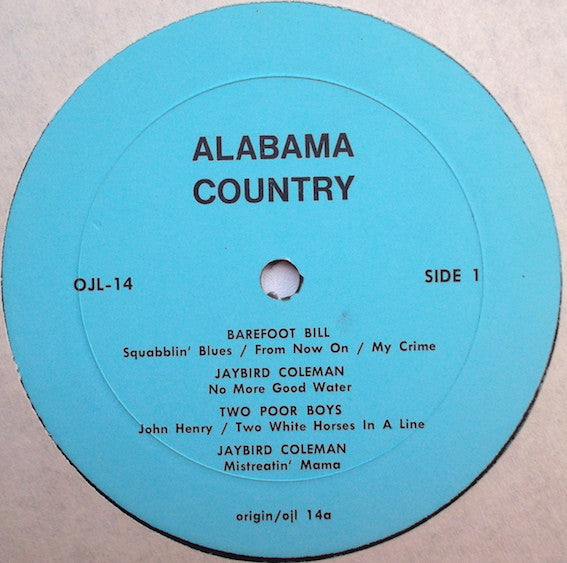 ALABAMA
COUNTRY
OJL-14
SIDE 1
BAREFOOT BILL
Squabblin' Blues / From Now On / My Crime
JAYBIRD COLEMAN
No More Good Water
TWO POOR BOYS
John Henry / Two White Horses In A Line
JAYBIRD COLEMAN
Mistreatin' Mama
origin/ojl 14a